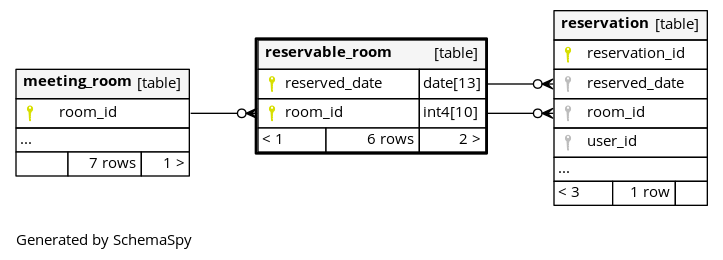 meeting_room [table]
room_id
...
7 rows 1 >
reservable_room [table]
reserved_date date[13]
room_id int4[10]
< 1 6 rows 2 >
reservation [table]
reservation_id
reserved_date
room_id
user_id
...
< 3 1 row
Generated by SchemaSpy